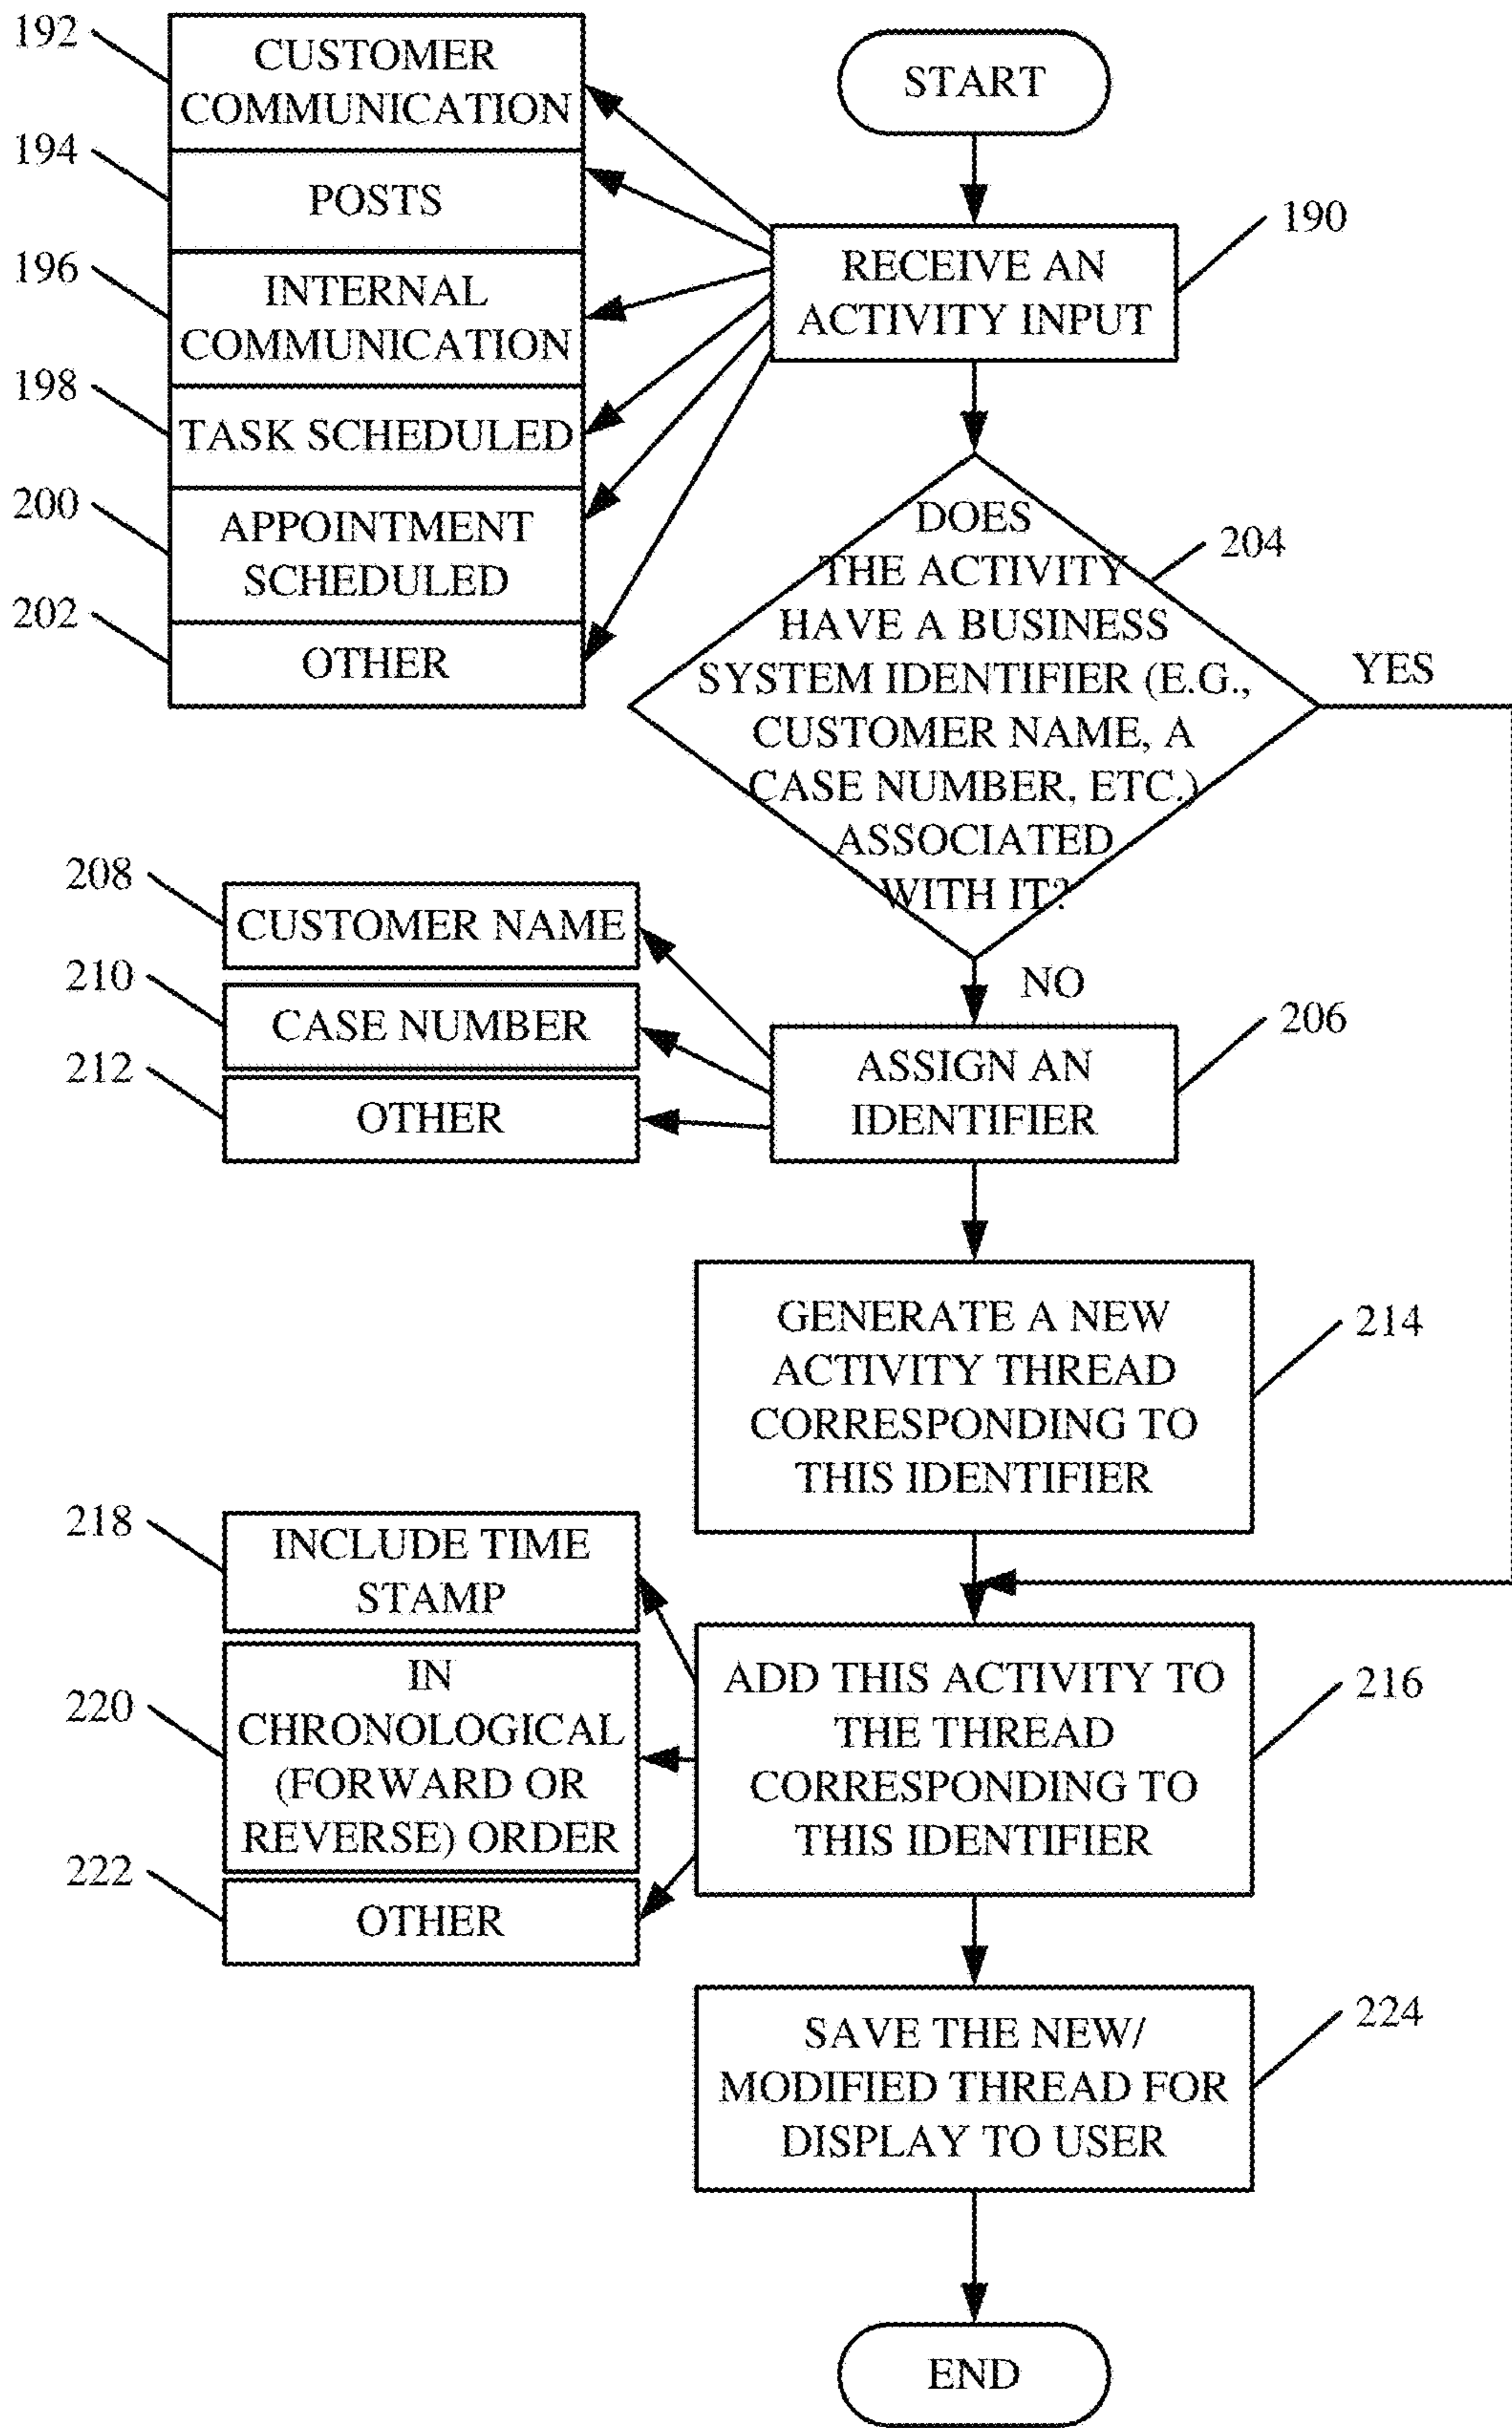 START
192
CUSTOMER
COMMUNICATION
194
POSTS
196
INTERNAL
COMMUNICATION
198
TASK SCHEDULED
200
APPOINTMENT
SCHEDULED
202
OTHER
RECEIVE AN
ACTIVITY INPUT
190
DOES
THE ACTIVITY
HAVE A BUSINESS
SYSTEM IDENTIFIER (E.G.,
CUSTOMER NAME, A
CASE NUMBER, ETC.)
ASSOCIATED
WITH IT?
204
YES
NO
208
CUSTOMER NAME
210
CASE NUMBER
212
OTHER
ASSIGN AN
IDENTIFIER
206
GENERATE A NEW
ACTIVITY THREAD
CORRESPONDING TO
THIS IDENTIFIER
214
218
INCLUDE TIME
STAMP
220
IN
CHRONOLOGICAL
(FORWARD OR
REVERSE) ORDER
222
OTHER
ADD THIS ACTIVITY TO
THE THREAD
CORRESPONDING TO
THIS IDENTIFIER
216
SAVE THE NEW/
MODIFIED THREAD FOR
DISPLAY TO USER
224
END